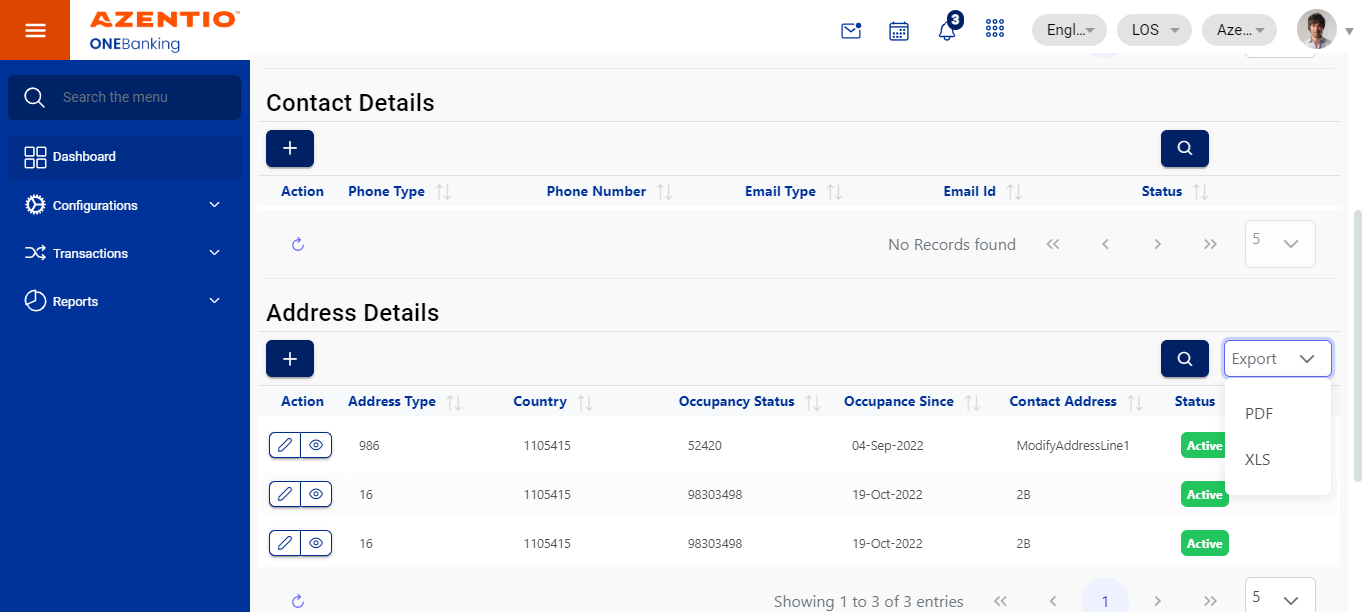 AZENTIO™
ONEBanking
3
Engl...
LOS
Aze...
Search the menu
Dashboard
Configurations
Transactions
Reports
Contact Details
Action Phone Type Phone Number Email Type Email Id Status
No Records found
5
Address Details
Export
PDF
XLS
Action Address Type Country Occupancy Status Occupance Since Contact Address Status
986 1105415 52420 04-Sep-2022 ModifyAddressLine1 Active
16 1105415 98303498 19-Oct-2022 2B Active
16 1105415 98303498 19-Oct-2022 2B Active
Showing 1 to 3 of 3 entries
1
5